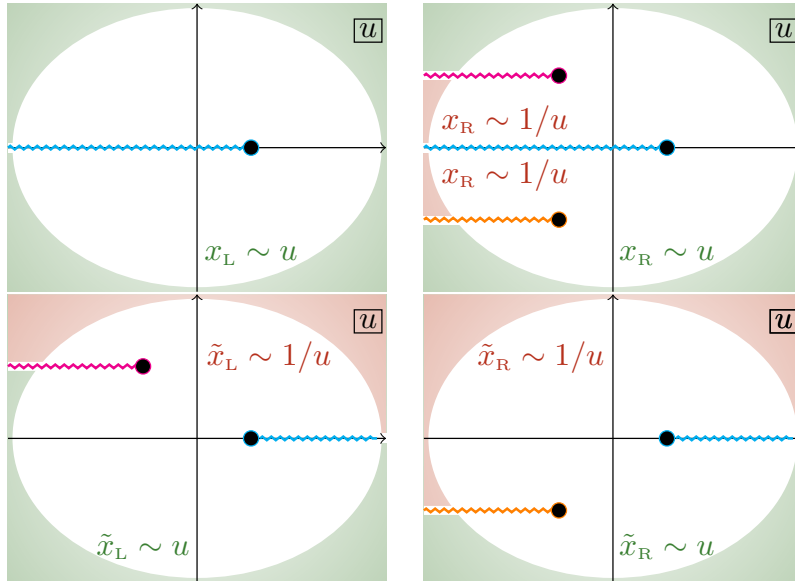 u
x_L ∼ u
u
x_R ∼ 1/u
x_R ∼ 1/u
x_R ∼ u
u
x̃_L ∼ 1/u
x̃_L ∼ u
u
x̃_R ∼ 1/u
x̃_R ∼ u